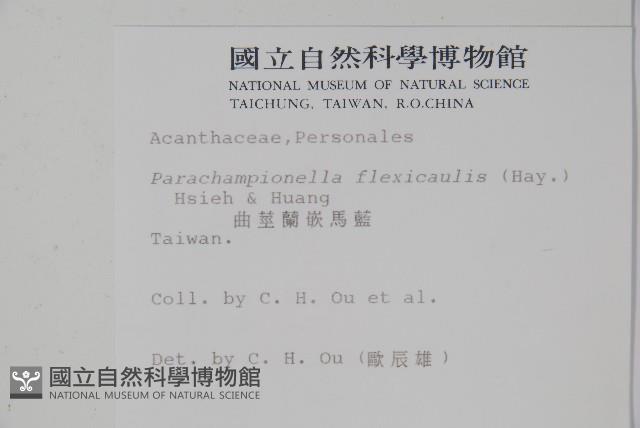 國立自然科學博物館
NATIONAL MUSEUM OF NATURAL SCIENCE
TAICHUNG, TAIWAN, R.O.CHINA
Acanthaceae,Personales
Parachampionella flexicaulis (Hay.)
Hsieh & Huang
曲莖蘭嵌馬藍
Taiwan.
Coll. by C. H. Ou et al.
Det. by C. H. Ou (歐辰雄)
國立自然科學博物館
NATIONAL MUSEUM OF NATURAL SCIENCE